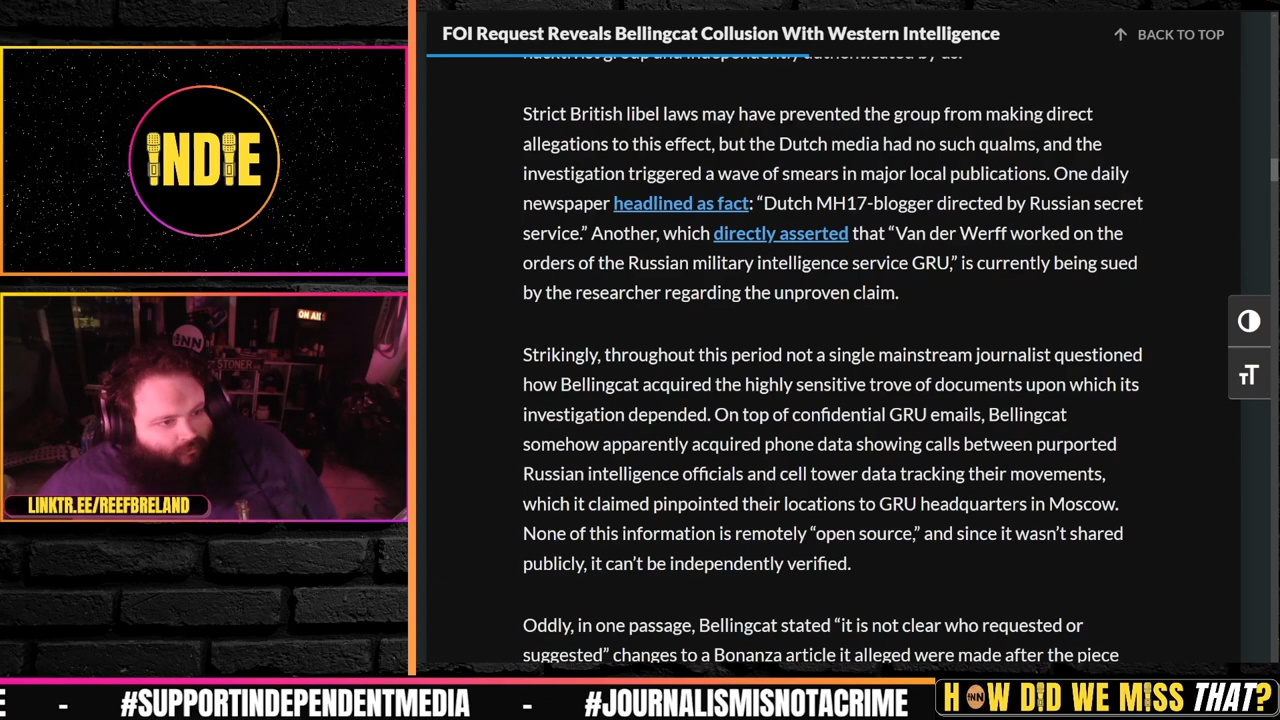 FOI Request Reveals Bellingcat Collusion With Western Intelligence
BACK TO TOP
Strict British libel laws may have prevented the group from making direct
allegations to this effect, but the Dutch media had no such qualms, and the
investigation triggered a wave of smears in major local publications. One daily
newspaper headlined as fact: “Dutch MH17-blogger directed by Russian secret
service.” Another, which directly asserted that “Van der Werff worked on the
orders of the Russian military intelligence service GRU,” is currently being sued
by the researcher regarding the unproven claim.
Strikingly, throughout this period not a single mainstream journalist questioned
how Bellingcat acquired the highly sensitive trove of documents upon which its
investigation depended. On top of confidential GRU emails, Bellingcat
somehow apparently acquired phone data showing calls between purported
Russian intelligence officials and cell tower data tracking their movements,
which it claimed pinpointed their locations to GRU headquarters in Moscow.
None of this information is remotely “open source,” and since it wasn’t shared
publicly, it can’t be independently verified.
Oddly, in one passage, Bellingcat stated “it is not clear who requested or
suggested” changes to a Bonanza article it alleged were made after the piece
INDIE
INN
STONER
ON AIR
LINKTR.EE/REEFBRELAND
E - #SUPPORTINDEPENDENTMEDIA - #JOURNALISMISNOTACRIME
HOW DID WE MISS THAT?